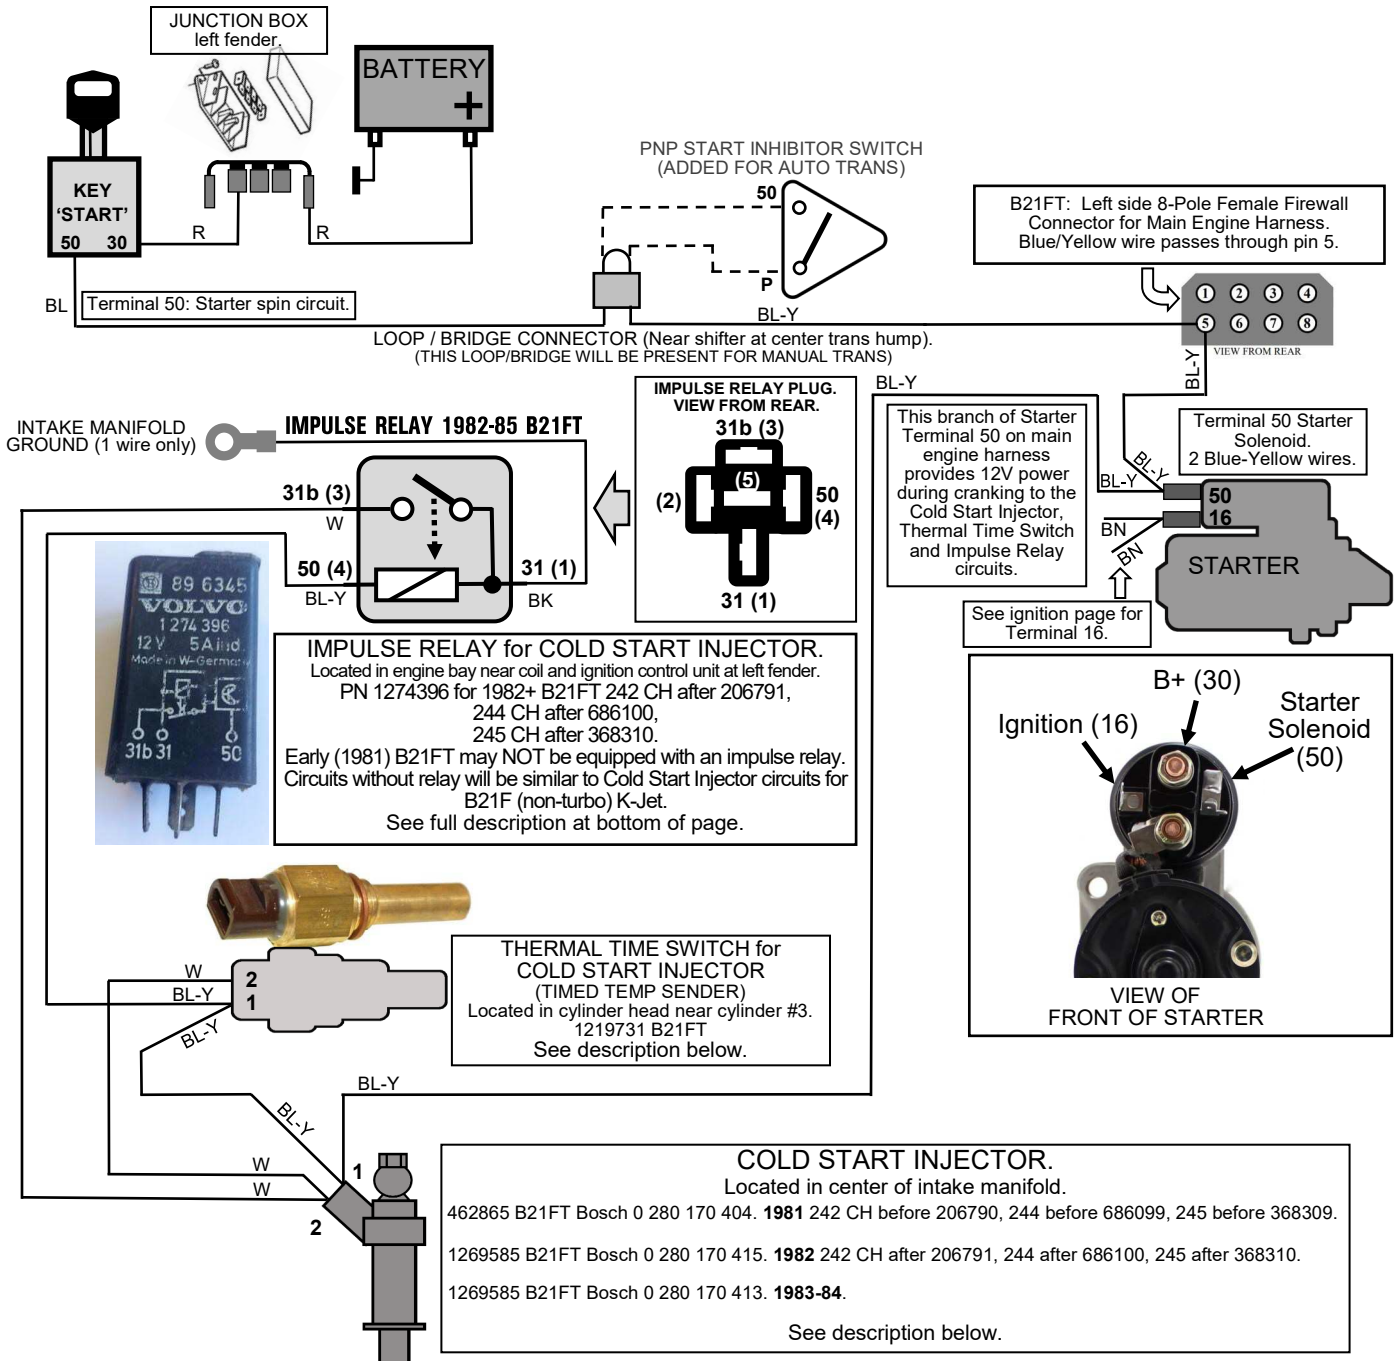 JUNCTION BOX
left fender.
BATTERY
+
KEY
'START'
50 30
R
R
BL
Terminal 50: Starter spin circuit.
PNP START INHIBITOR SWITCH
(ADDED FOR AUTO TRANS)
50
P
BL-Y
LOOP / BRIDGE CONNECTOR (Near shifter at center trans hump).
(THIS LOOP/BRIDGE WILL BE PRESENT FOR MANUAL TRANS)
B21FT: Left side 8-Pole Female Firewall
Connector for Main Engine Harness.
Blue/Yellow wire passes through pin 5.
1 2 3 4
5 6 7 8
VIEW FROM REAR
BL-Y
BL-Y
INTAKE MANIFOLD
GROUND (1 wire only)
IMPULSE RELAY 1982-85 B21FT
31b (3)
W
50 (4)
BL-Y
31 (1)
BK
IMPULSE RELAY PLUG.
VIEW FROM REAR.
31b (3)
(5)
(2)
50
(4)
31 (1)
This branch of Starter
Terminal 50 on main
engine harness
provides 12V power
during cranking to the
Cold Start Injector,
Thermal Time Switch
and Impulse Relay
circuits.
Terminal 50 Starter
Solenoid.
2 Blue-Yellow wires.
BL-Y
BL-Y
50
16
BN
BN
STARTER
See ignition page for
Terminal 16.
89 6345
VOLVO
1 274 396
12 V 5A ind.
Made in W-Germany
31b 31 50
IMPULSE RELAY for COLD START INJECTOR.
Located in engine bay near coil and ignition control unit at left fender.
PN 1274396 for 1982+ B21FT 242 CH after 206791,
244 CH after 686100,
245 CH after 368310.
Early (1981) B21FT may NOT be equipped with an impulse relay.
Circuits without relay will be similar to Cold Start Injector circuits for
B21F (non-turbo) K-Jet.
See full description at bottom of page.
B+ (30)
Ignition (16)
Starter
Solenoid
(50)
VIEW OF
FRONT OF STARTER
W
2
BL-Y
1
BL-Y
THERMAL TIME SWITCH for
COLD START INJECTOR
(TIMED TEMP SENDER)
Located in cylinder head near cylinder #3.
1219731 B21FT
See description below.
BL-Y
BL-Y
W
W
1
2
COLD START INJECTOR.
Located in center of intake manifold.
462865 B21FT Bosch 0 280 170 404. 1981 242 CH before 206790, 244 before 686099, 245 before 368309.
1269585 B21FT Bosch 0 280 170 415. 1982 242 CH after 206791, 244 after 686100, 245 after 368310.
1269585 B21FT Bosch 0 280 170 413. 1983-84.
See description below.